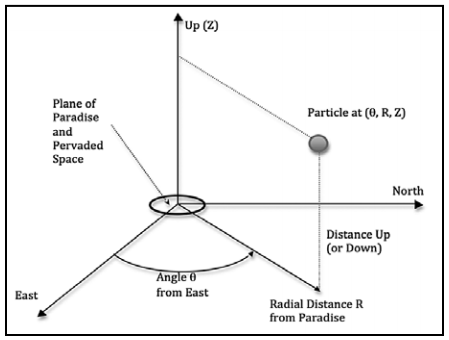 Up (Z)
Plane of
Paradise
and
Pervaded
Space
Particle at (θ, R, Z)
North
Distance Up
(or Down)
Angle θ
from East
East
Radial Distance R
from Paradise